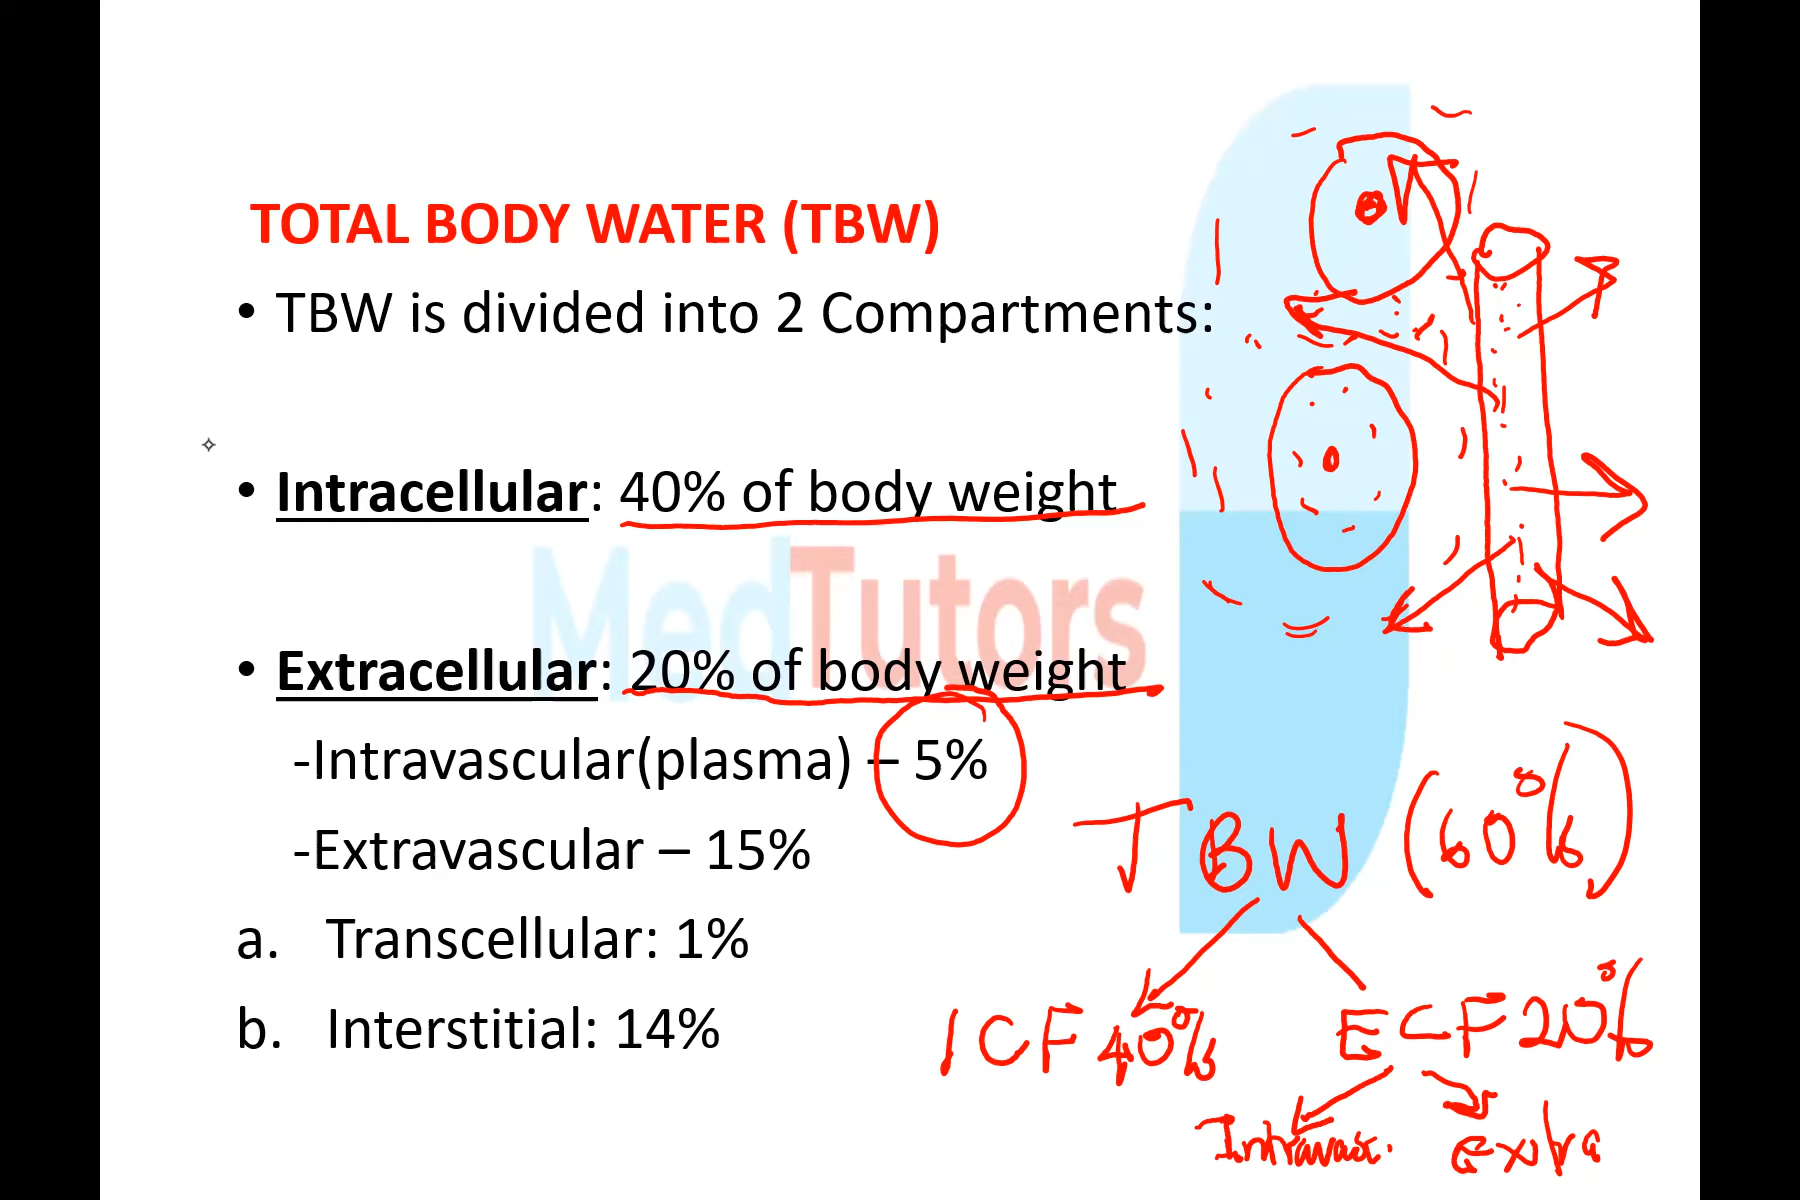 TOTAL BODY WATER (TBW)
• TBW is divided into 2 Compartments:
• Intracellular: 40% of body weight
MedTutors
• Extracellular: 20% of body weight
-Intravascular(plasma) – 5%
-Extravascular – 15%
a. Transcellular: 1%
b. Interstitial: 14%
TBW (60%)
ICF 40% ECF 20%
Intravasc. extra